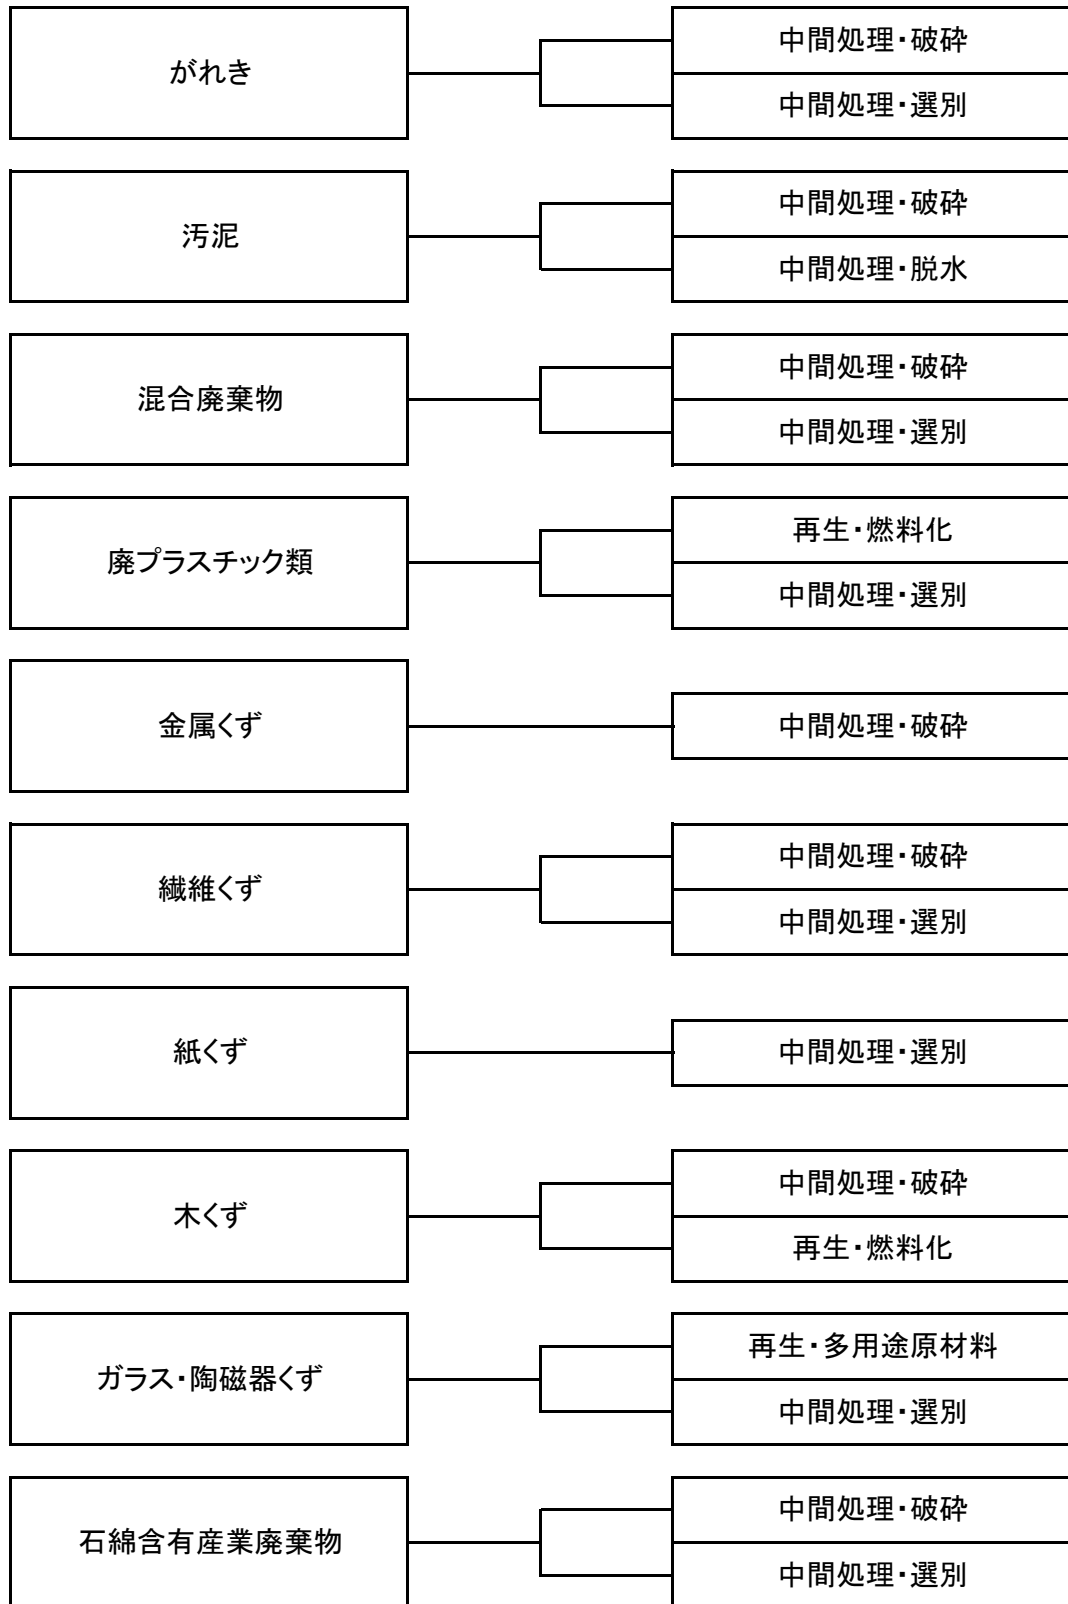 がれき
中間処理・破砕
中間処理・選別
汚泥
中間処理・破砕
中間処理・脱水
混合廃棄物
中間処理・破砕
中間処理・選別
廃プラスチック類
再生・燃料化
中間処理・選別
金属くず
中間処理・破砕
繊維くず
中間処理・破砕
中間処理・選別
紙くず
中間処理・選別
木くず
中間処理・破砕
再生・燃料化
ガラス・陶磁器くず
再生・多用途原材料
中間処理・選別
石綿含有産業廃棄物
中間処理・破砕
中間処理・選別